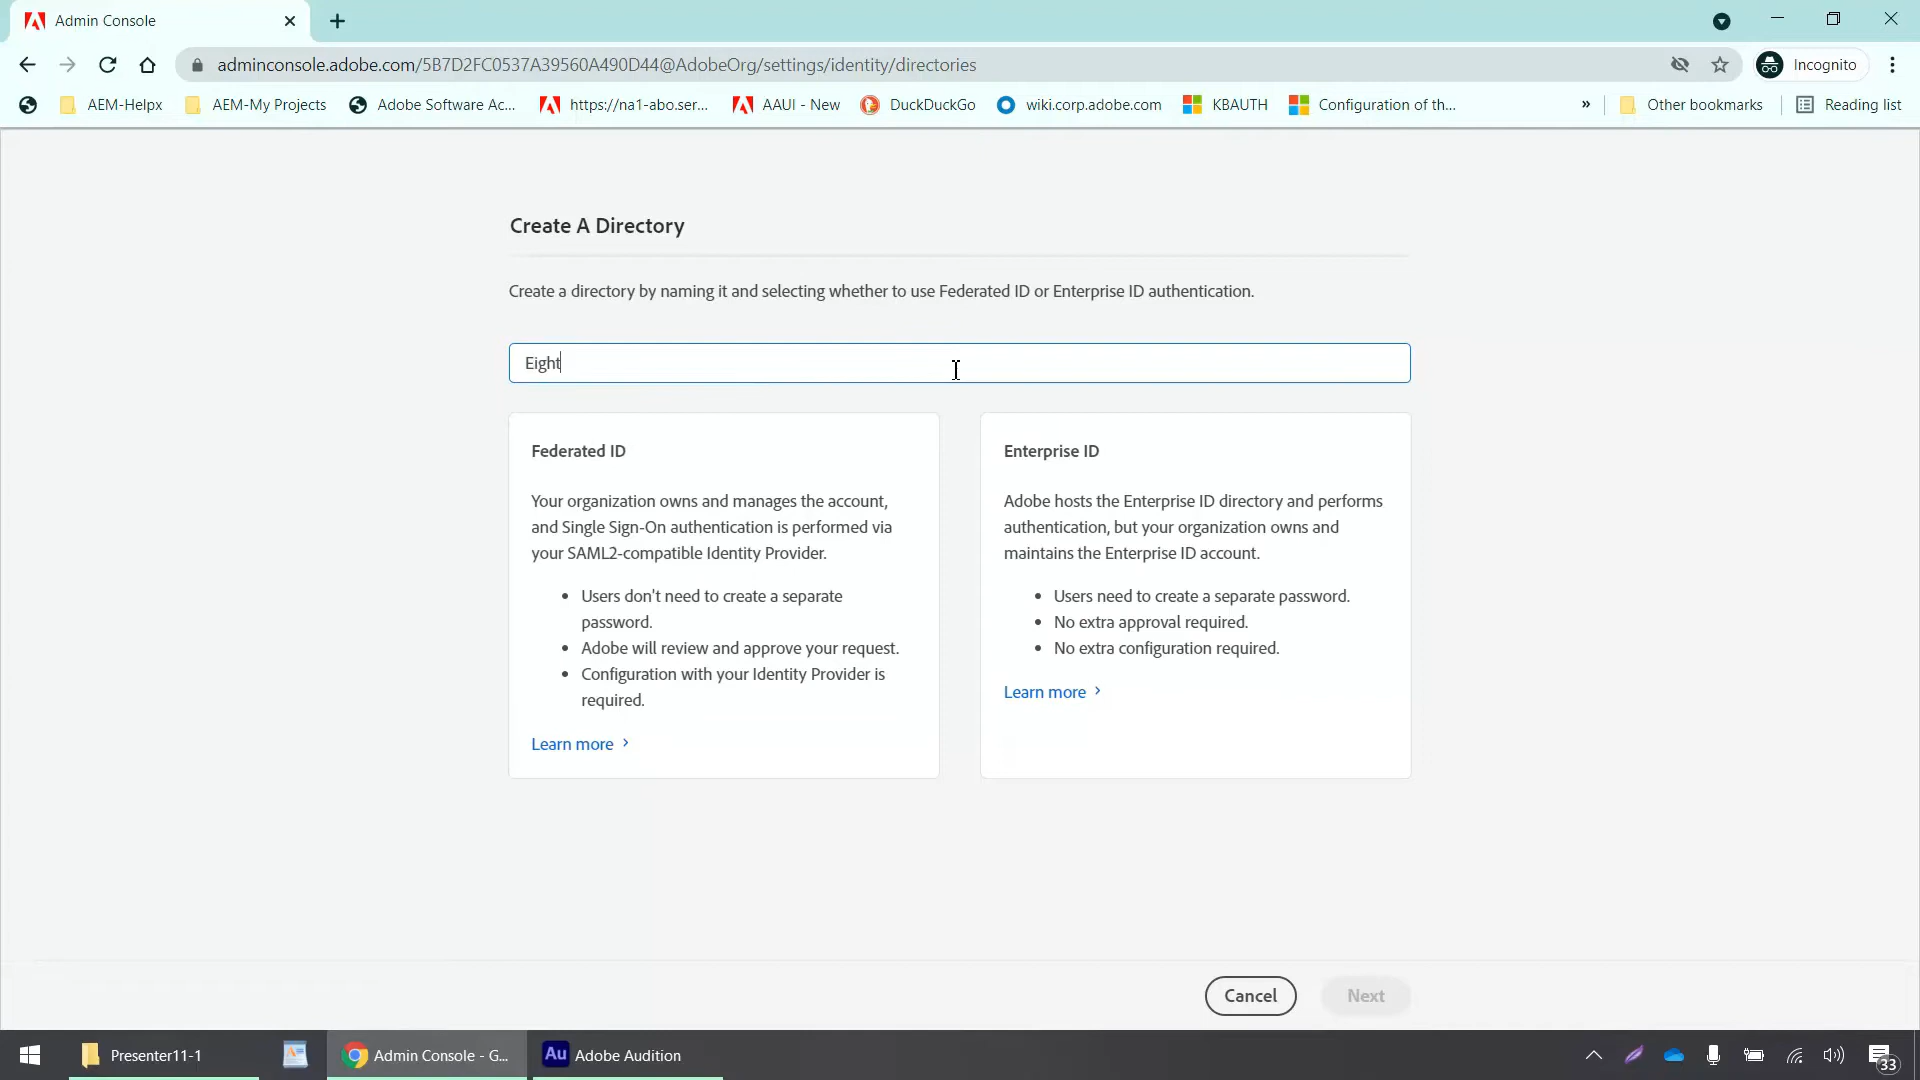 Admin Console
adminconsole.adobe.com/5B7D2FC0537A39560A490D44@AdobeOrg/settings/identity/directories
Incognito
AEM-Helpx
AEM-My Projects
Adobe Software Ac...
https://na1-abo.ser...
AAUI - New
DuckDuckGo
wiki.corp.adobe.com
KBAUTH
Configuration of th...
»
Other bookmarks
Reading list
Create A Directory
Create a directory by naming it and selecting whether to use Federated ID or Enterprise ID authentication.
Eight
Federated ID
Your organization owns and manages the account,
and Single Sign-On authentication is performed via
your SAML2-compatible Identity Provider.
• Users don't need to create a separate
password.
• Adobe will review and approve your request.
• Configuration with your Identity Provider is
required.
Learn more
Enterprise ID
Adobe hosts the Enterprise ID directory and performs
authentication, but your organization owns and
maintains the Enterprise ID account.
• Users need to create a separate password.
• No extra approval required.
• No extra configuration required.
Learn more
Cancel
Next
Presenter11-1
Admin Console - G...
Au
Adobe Audition
33